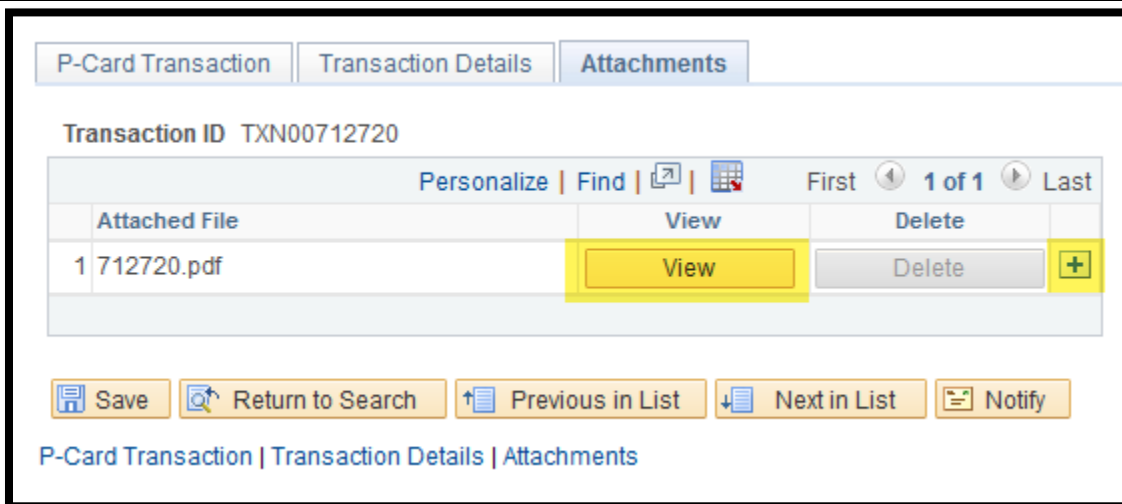 P-Card Transaction Transaction Details Attachments
Transaction ID TXN00712720
Personalize | Find | | First 1 of 1 Last
Attached File View Delete
1 712720.pdf View Delete +
Save Return to Search Previous in List Next in List Notify
P-Card Transaction | Transaction Details | Attachments